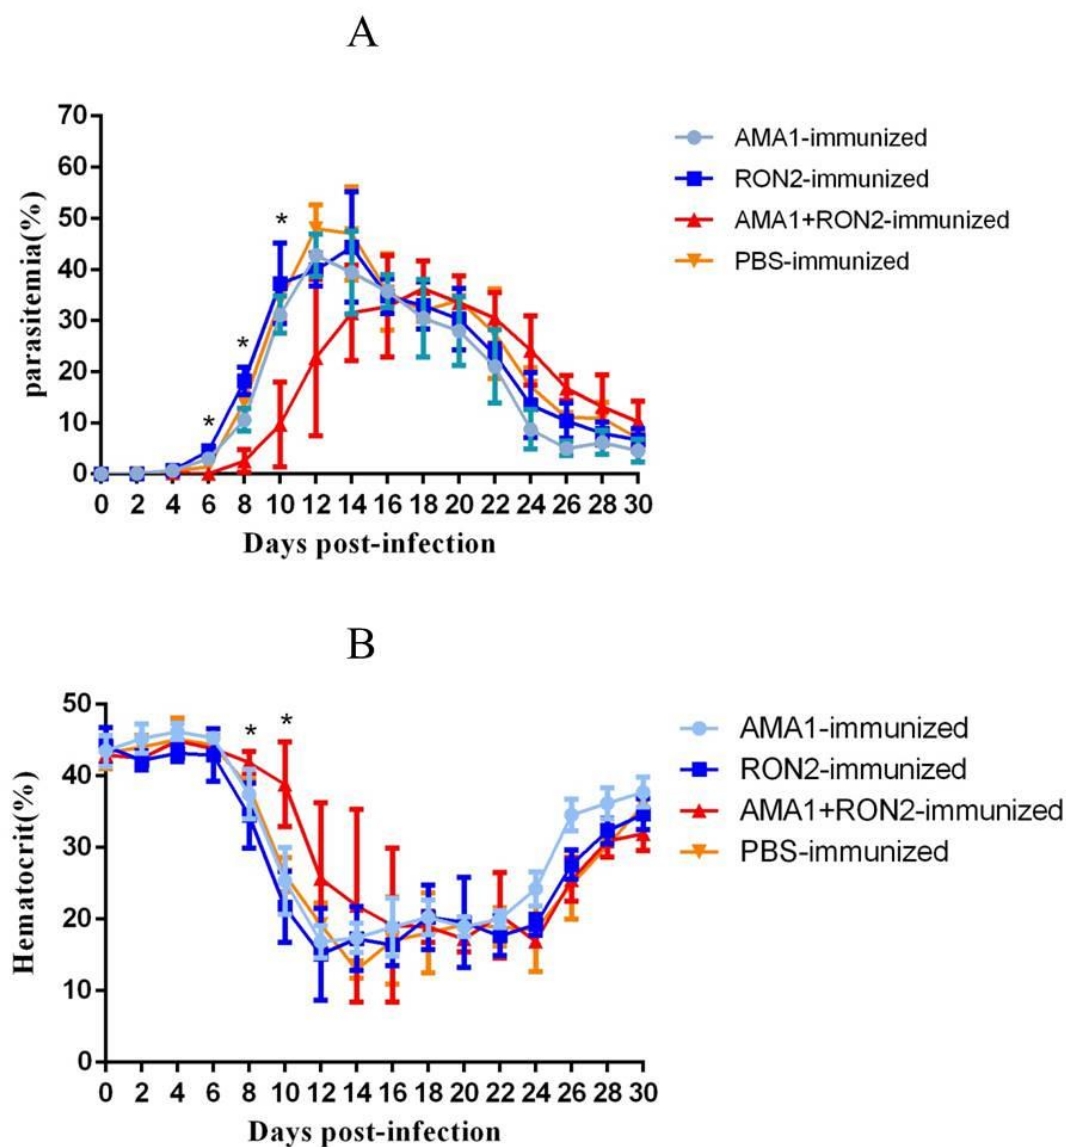 A
70
60
50
40
30
20
10
0
parasitemia(%)
* * *
0 2 4 6 8 10 12 14 16 18 20 22 24 26 28 30
Days post-infection
AMA1-immunized
RON2-immunized
AMA1+RON2-immunized
PBS-immunized
B
50
40
30
20
10
0
Hematocrit(%)
* *
0 2 4 6 8 10 12 14 16 18 20 22 24 26 28 30
Days post-infection
AMA1-immunized
RON2-immunized
AMA1+RON2-immunized
PBS-immunized